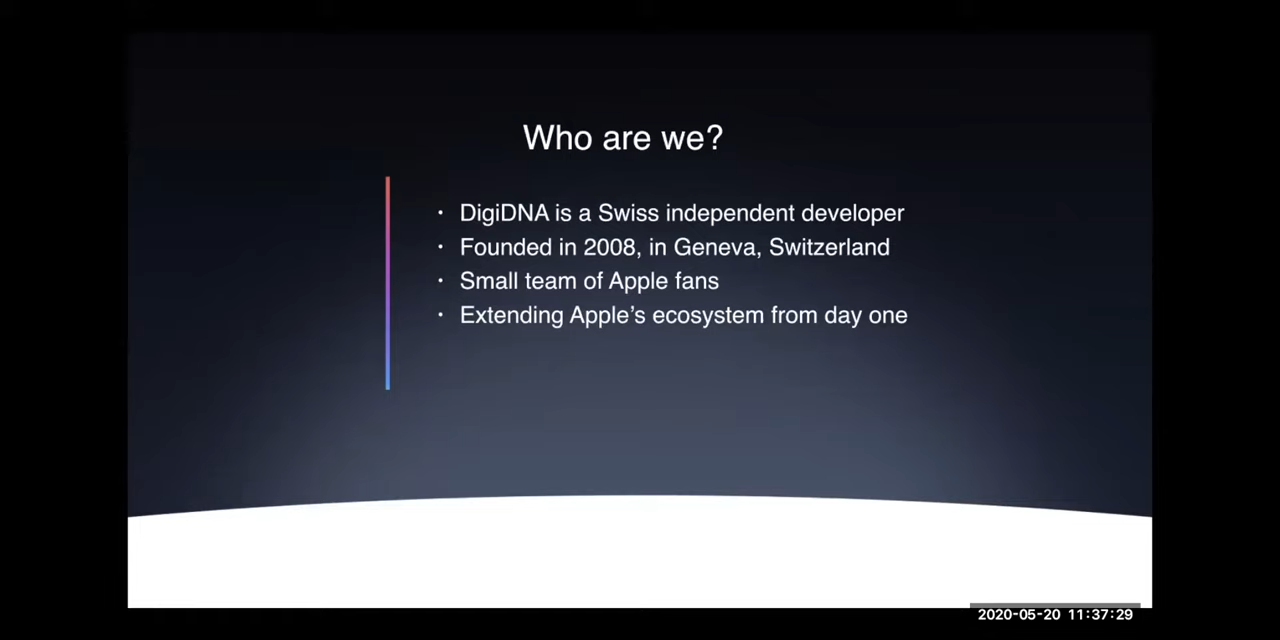 Who are we?
• DigiDNA is a Swiss independent developer
• Founded in 2008, in Geneva, Switzerland
• Small team of Apple fans
• Extending Apple’s ecosystem from day one
2020-05-20 11:37:29